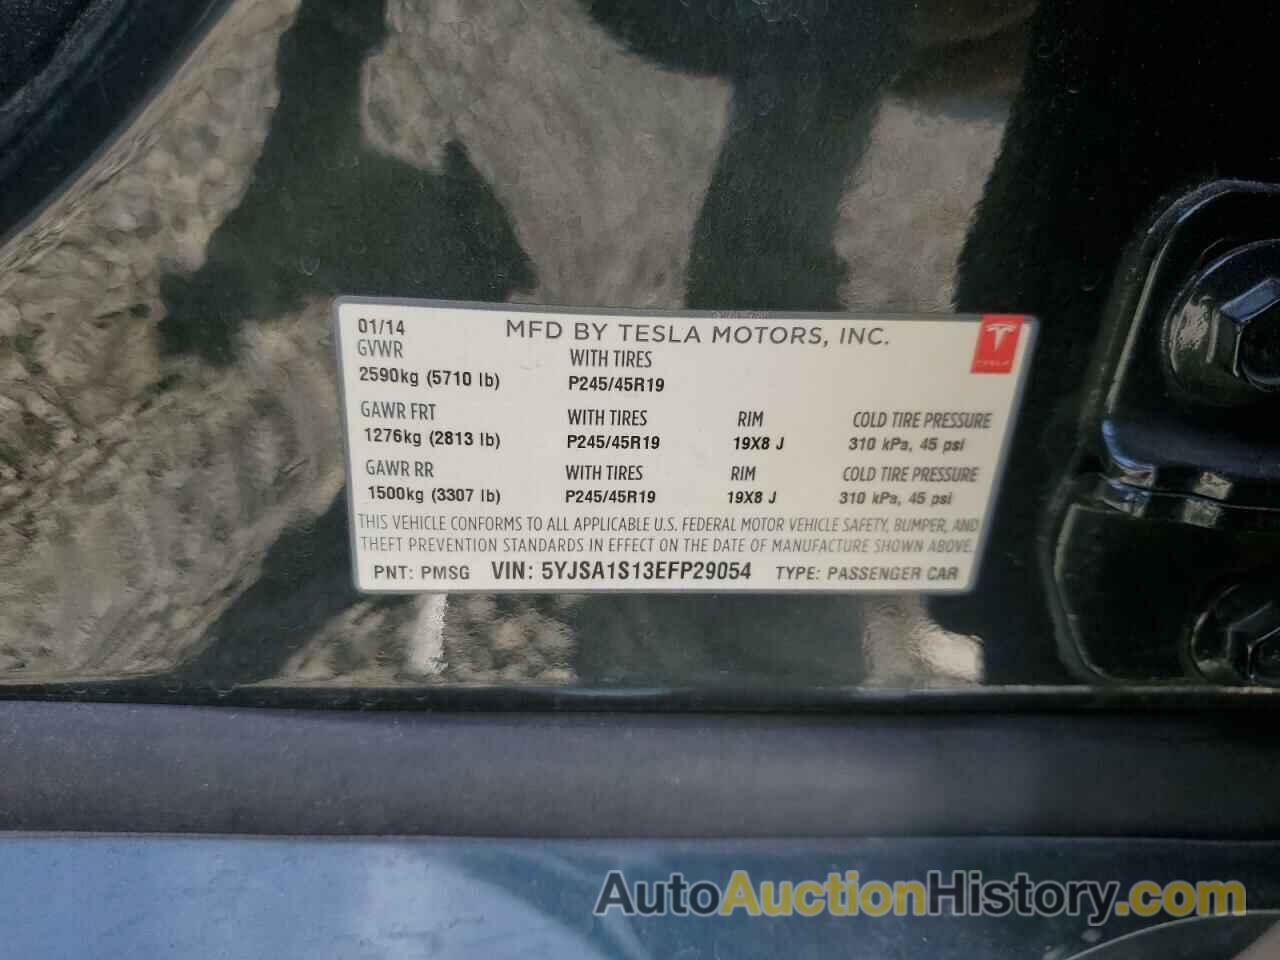 01/14 MFD BY TESLA MOTORS, INC.
GVWR WITH TIRES
2590kg (5710 lb) P245/45R19
TESLA
GAWR FRT WITH TIRES RIM COLD TIRE PRESSURE
1276kg (2813 lb) P245/45R19 19X8 J 310 kPa, 45 psi
GAWR RR WITH TIRES RIM COLD TIRE PRESSURE
1500kg (3307 lb) P245/45R19 19X8 J 310 kPa, 45 psi
THIS VEHICLE CONFORMS TO ALL APPLICABLE U.S. FEDERAL MOTOR VEHICLE SAFETY, BUMPER, AND
THEFT PREVENTION STANDARDS IN EFFECT ON THE DATE OF MANUFACTURE SHOWN ABOVE.
PNT: PMSG VIN: 5YJSA1S13EFP29054 TYPE: PASSENGER CAR
AutoAuctionHistory.com